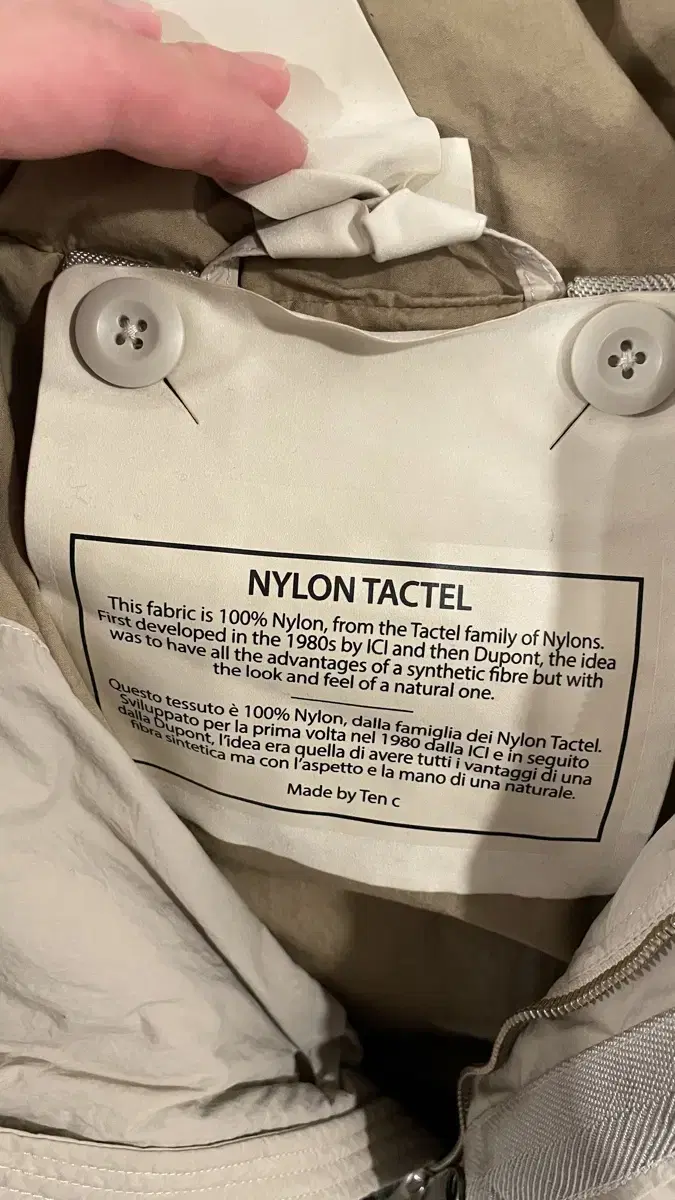 NYLON TACTEL
This fabric is 100% Nylon, from the Tactel family of Nylons.
First developed in the 1980s by ICI and then Dupont, the idea
was to have all the advantages of a synthetic fibre but with
the look and feel of a natural one.
Questo tessuto è 100% Nylon, dalla famiglia dei Nylon Tactel.
Sviluppato per la prima volta nel 1980 dalla ICI e in seguito
dalla Dupont, l'idea era quella di avere tutti i vantaggi di una
fibra sintetica ma con l'aspetto e la mano di una naturale.
Made by Ten c